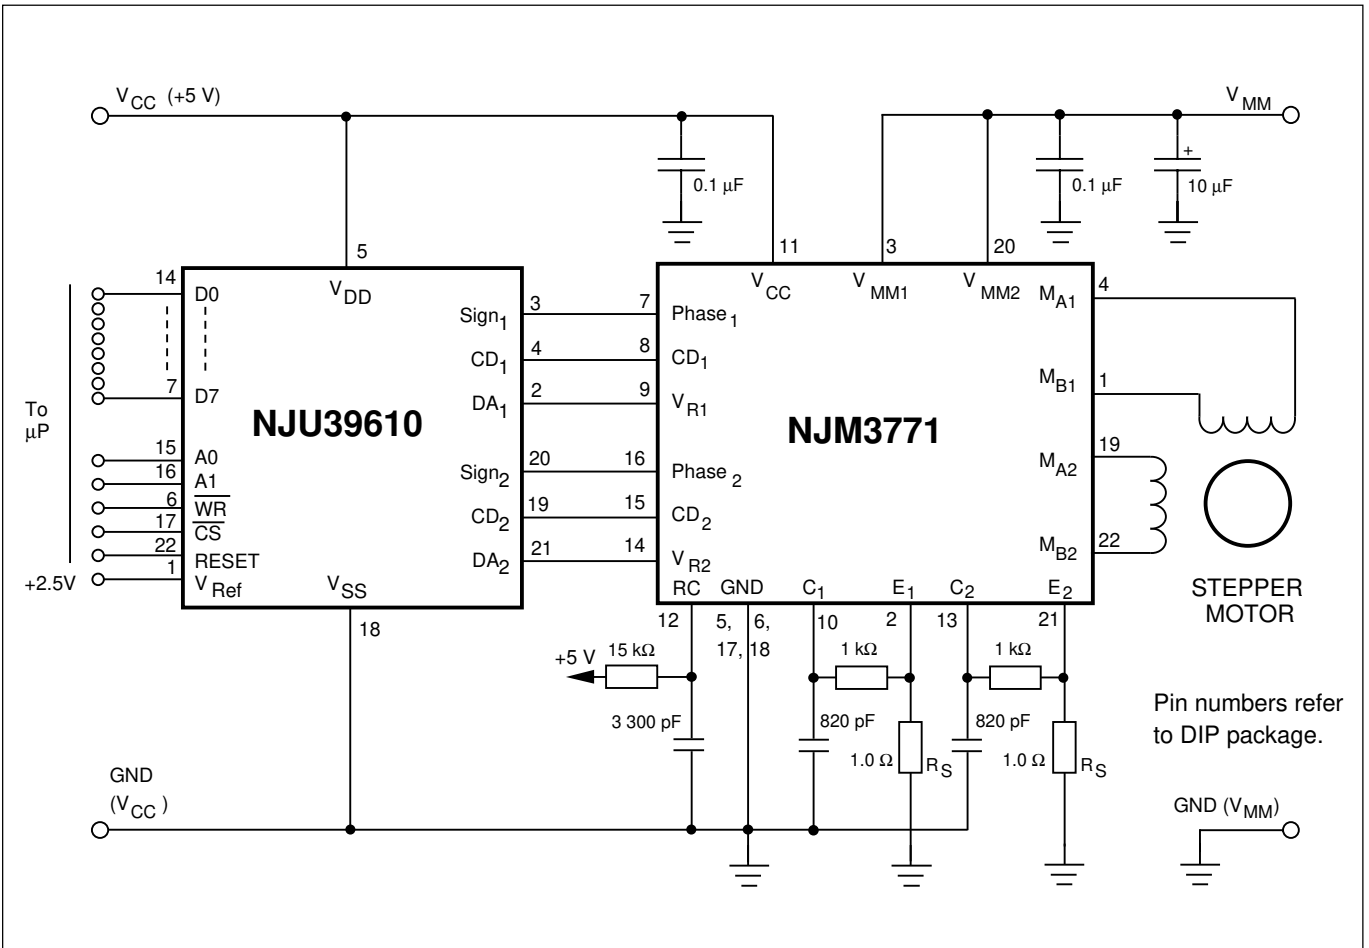 V_CC (+5 V)
V_MM
0.1 µF
0.1 µF
+
10 µF
5
11
3
20
14
D0
V_DD
Sign_1
3
7
Phase_1
V_CC
V_MM1
V_MM2
M_A1
4
CD_1
4
8
CD_1
7
D7
DA_1
2
9
V_R1
M_B1
1
To
µP
NJU39610
NJM3771
15
A0
16
A1
Sign_2
20
16
Phase_2
M_A2
19
6
WR
17
CS
CD_2
19
15
CD_2
22
RESET
DA_2
21
14
V_R2
M_B2
22
+2.5V
1
V_Ref
V_SS
RC
GND
C_1
E_1
C_2
E_2
STEPPER
MOTOR
18
12
5,
6,
17,
18
10
2
13
21
+5 V
15 kΩ
1 kΩ
1 kΩ
3 300 pF
820 pF
820 pF
1.0 Ω
R_S
1.0 Ω
R_S
Pin numbers refer
to DIP package.
GND
(V_CC )
GND (V_MM)